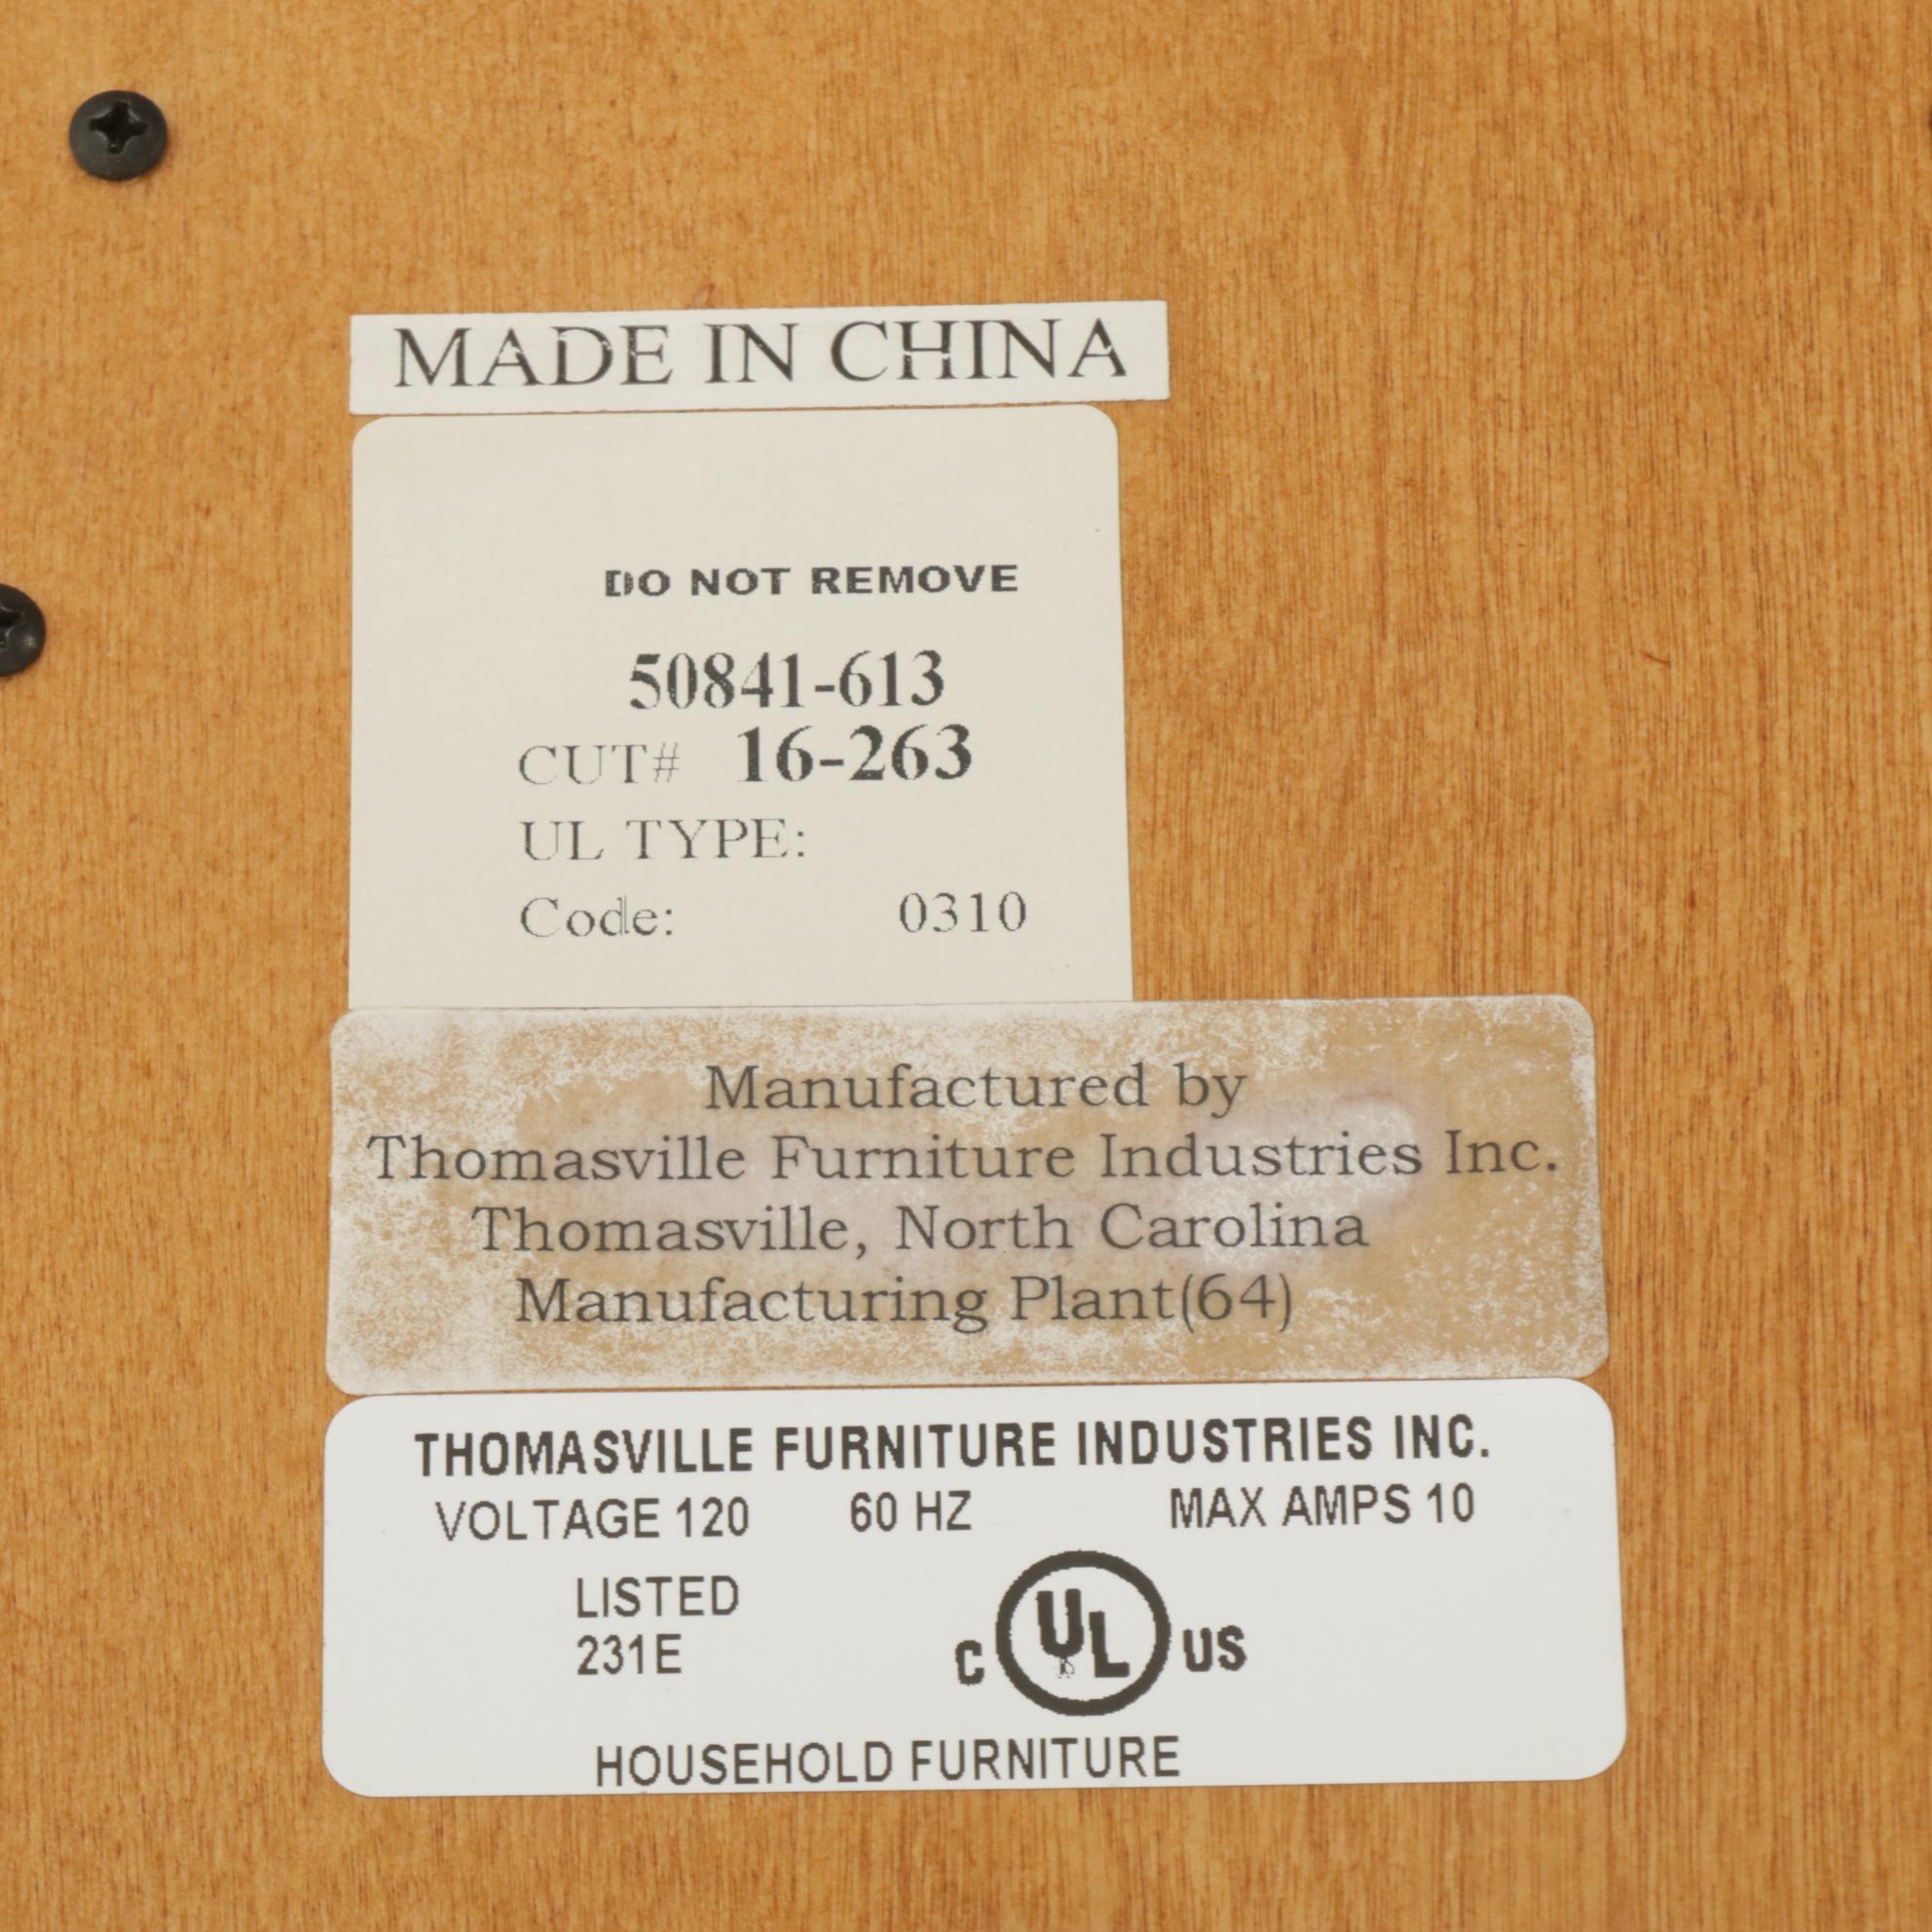 MADE IN CHINA
DO NOT REMOVE
50841-613
CUT# 16-263
UL TYPE:
Code: 0310
Manufactured by
Thomasville Furniture Industries Inc.
Thomasville, North Carolina
Manufacturing Plant(64)
THOMASVILLE FURNITURE INDUSTRIES INC.
VOLTAGE 120 60 HZ MAX AMPS 10
LISTED
231E
C UL US
HOUSEHOLD FURNITURE